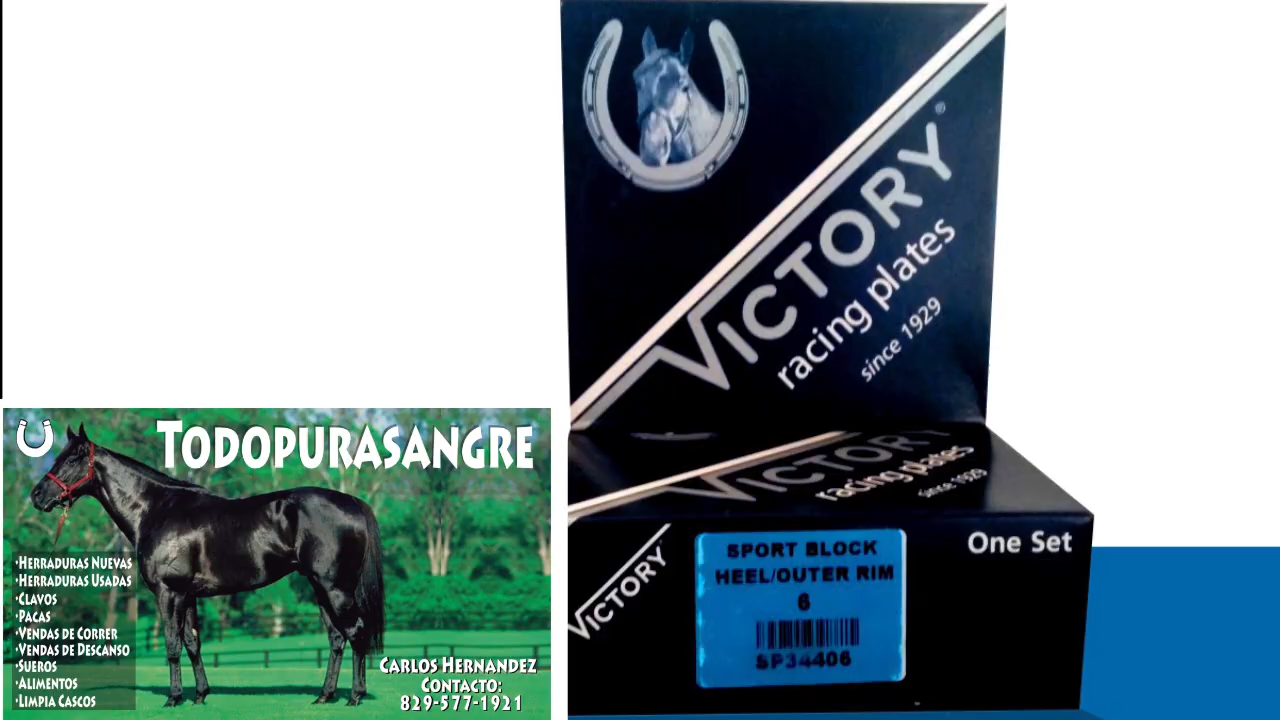 TODOPURASANGRE
·HERRADURAS NUEVAS
·HERRADURAS USADAS
·CLAVOS
·PACAS
·VENDAS DE CORRER
·VENDAS DE DESCANSO
·SUEROS
·ALIMENTOS
·LIMPIA CASCOS
CARLOS HERNANDEZ
CONTACTO:
829-577-1921
VICTORY®
racing plates
since 1929
VICTORY
racing plates
since 1929
VICTORY
SPORT BLOCK
HEEL/OUTER RIM
6
SP34406
One Set